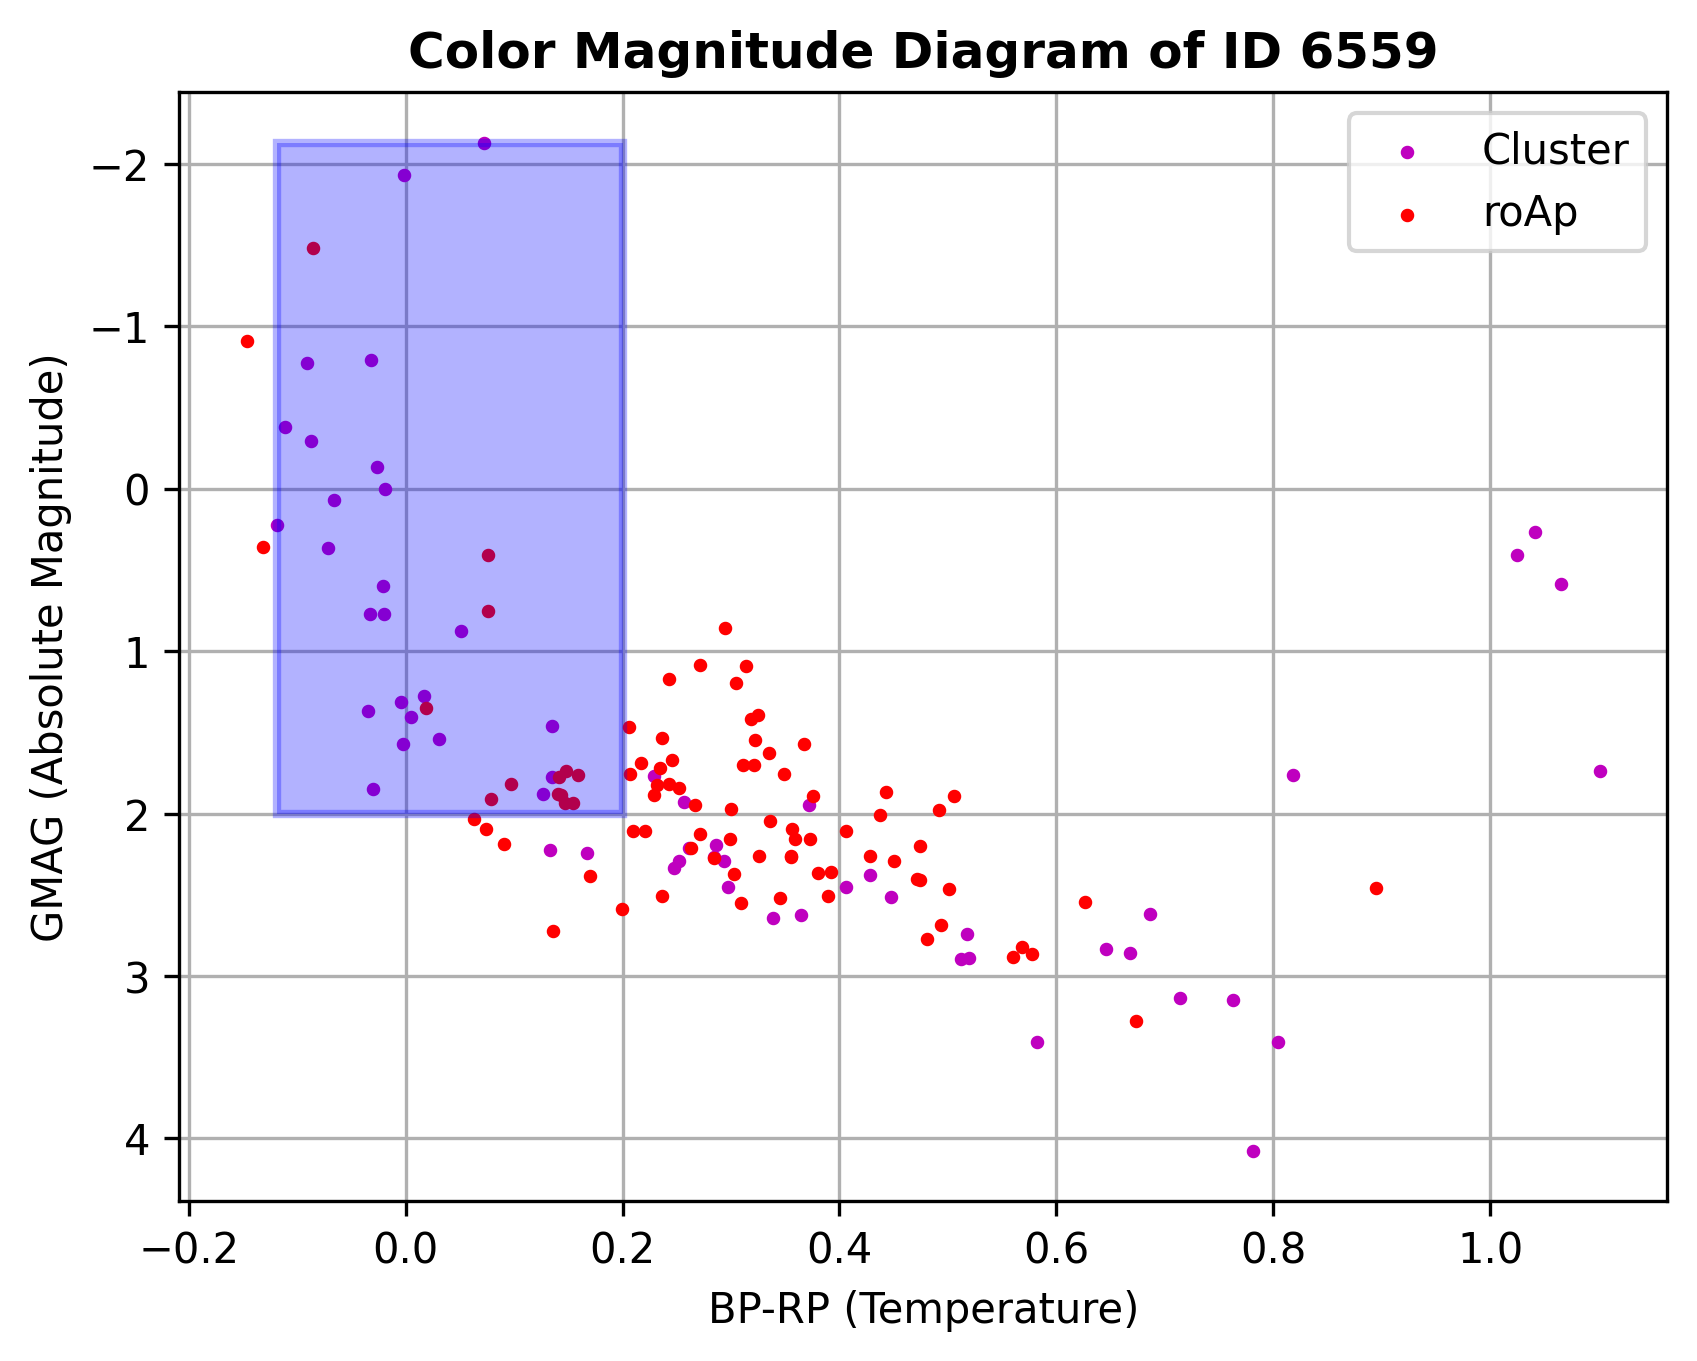 Color Magnitude Diagram of ID 6559
Cluster
roAp
−2
−1
0
1
2
3
4
GMAG (Absolute Magnitude)
−0.2 0.0 0.2 0.4 0.6 0.8 1.0
BP-RP (Temperature)